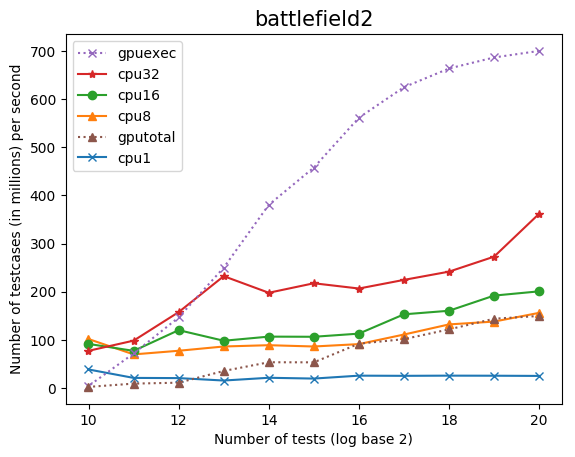 battlefield2
gpuexec
cpu32
cpu16
cpu8
gputotal
cpu1
Number of testcases (in millions) per second
700
600
500
400
300
200
100
0
10
12
14
16
18
20
Number of tests (log base 2)